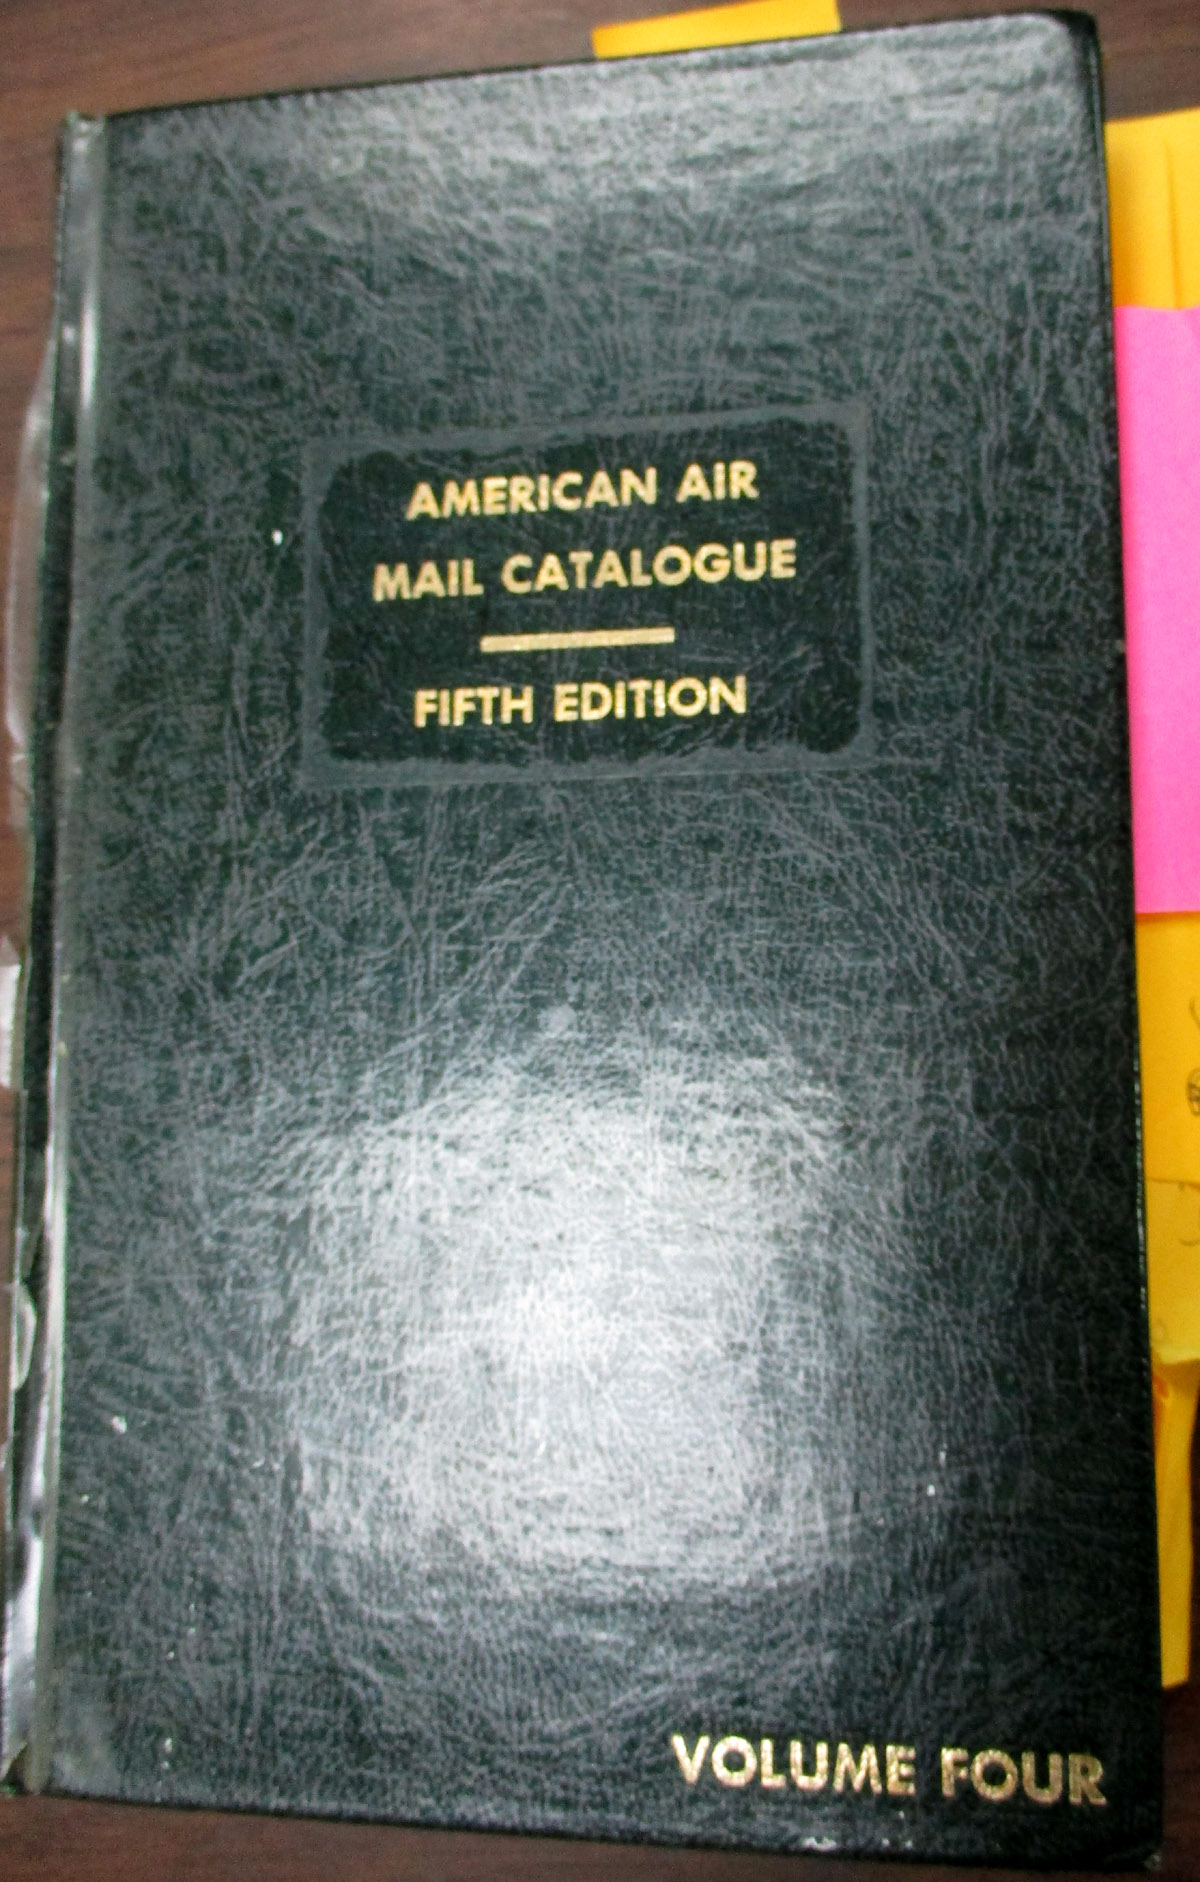 AMERICAN AIR
MAIL CATALOGUE
FIFTH EDITION
VOLUME FOUR